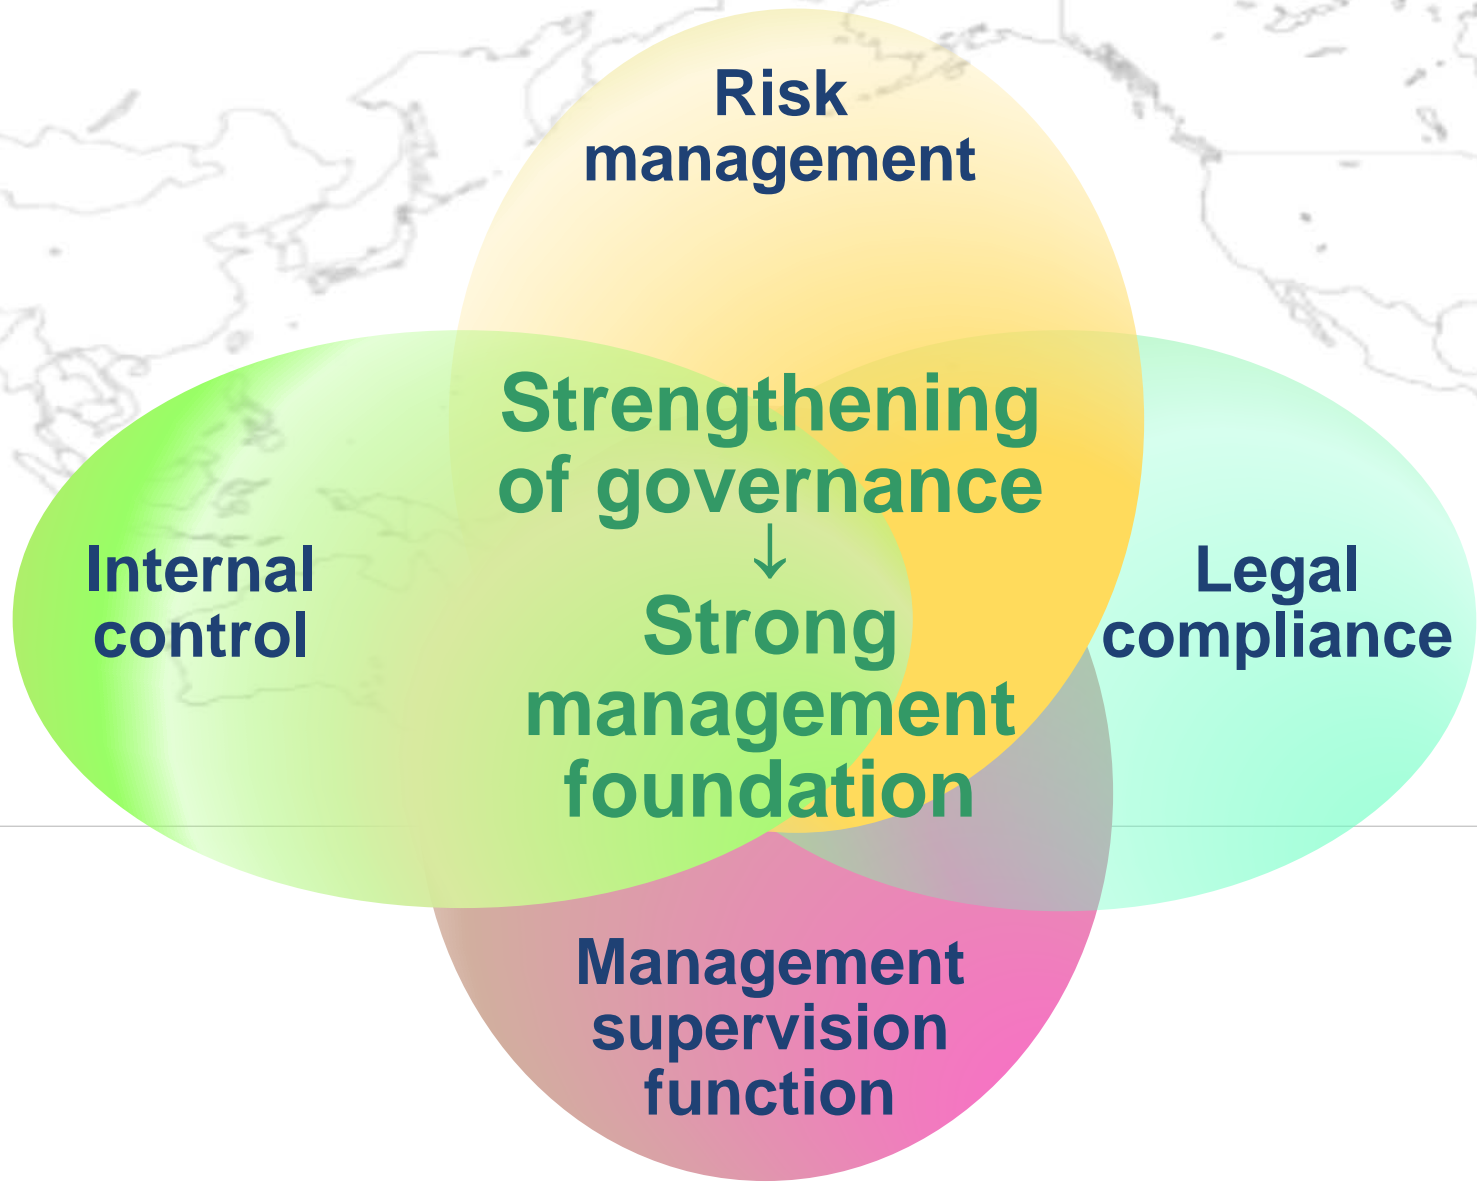 Risk
management
Strengthening
of governance
↓
Strong
management
foundation
Internal
control
Legal
compliance
Management
supervision
function